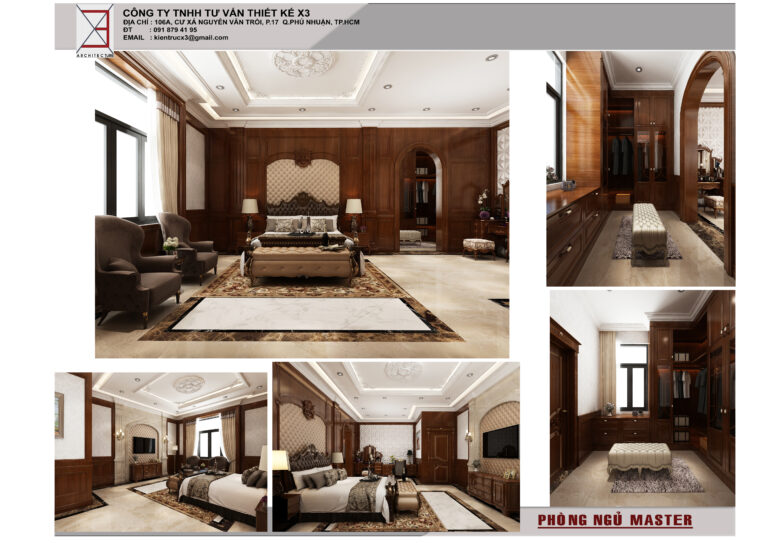 CÔNG TY TNHH TƯ VẤN THIẾT KẾ X3
ĐỊA CHỈ : 106A, CƯ XÁ NGUYỄN VĂN TRỖI, P.17 Q.PHÚ NHUẬN, TP.HCM
ĐT : 091 879 41 95
EMAIL : kientrucx3@gmail.com
ARCHITECTURE
PHÒNG NGỦ MASTER